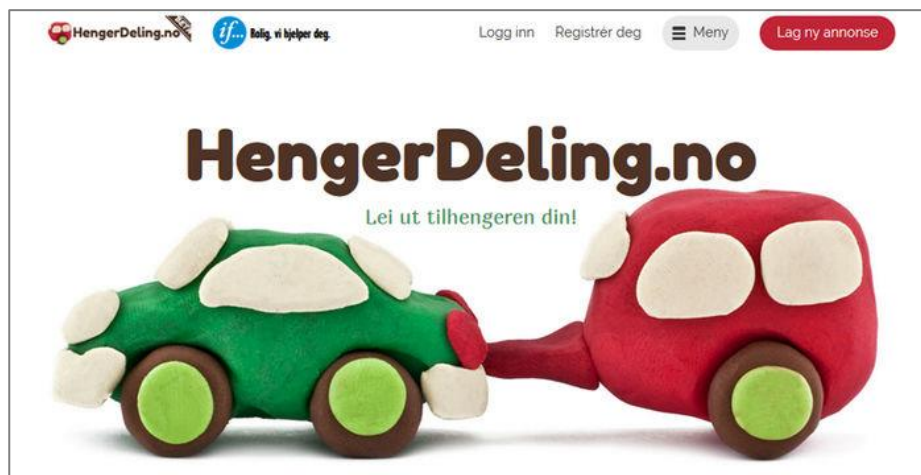 HengerDeling.no
if... Rolig, vi hjelper deg.
Logg inn
Registrér deg
Meny
Lag ny annonse
HengerDeling.no
Lei ut tilhengeren din!